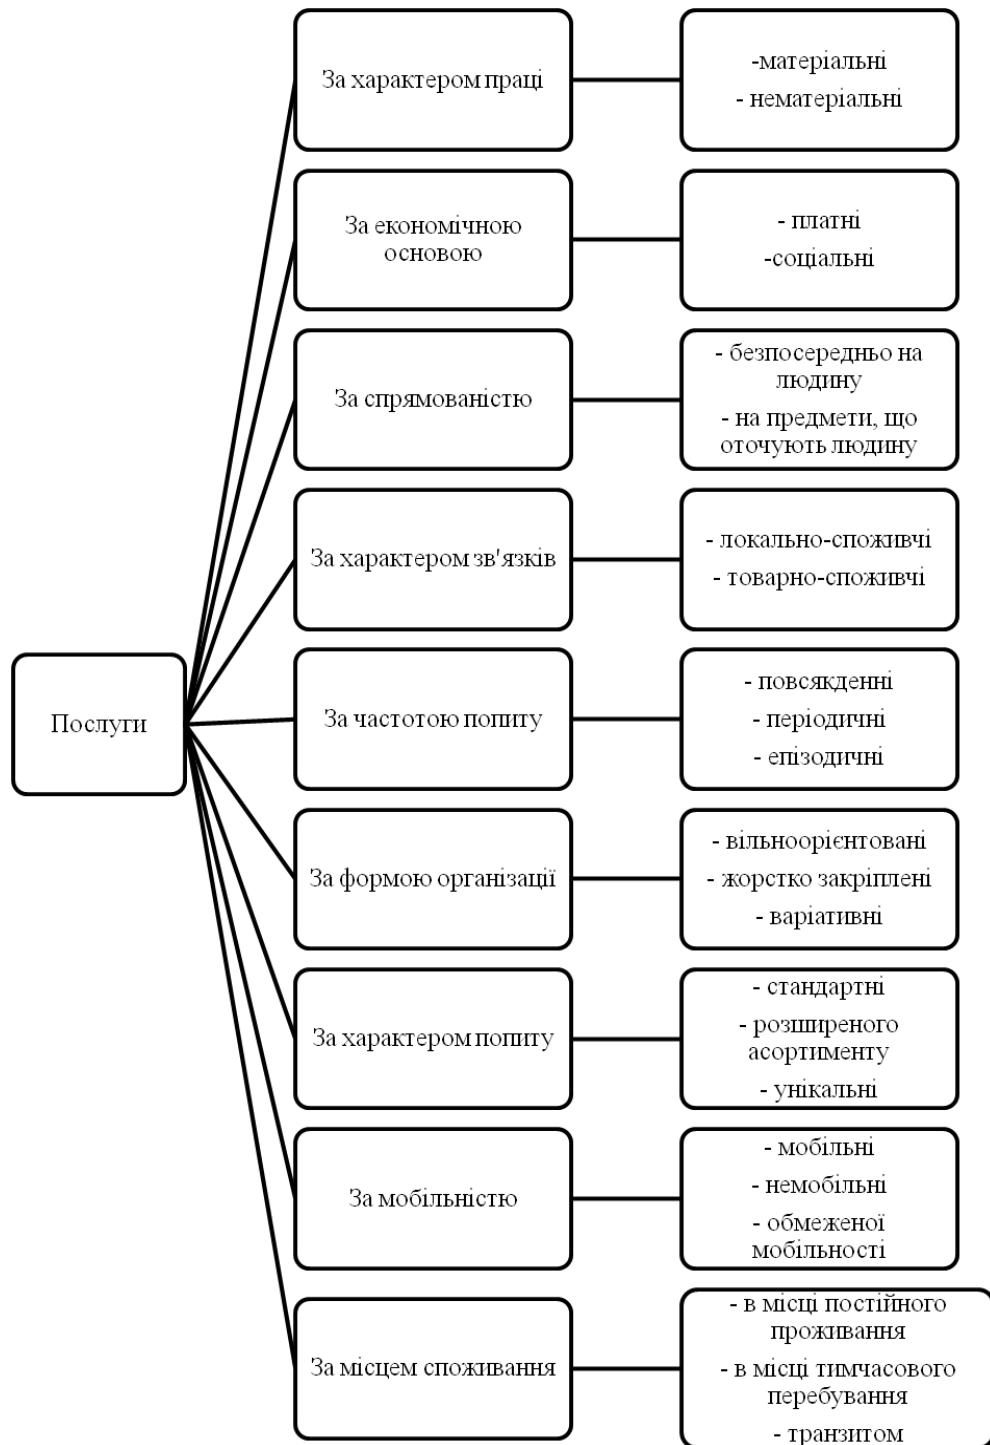 За характером праці
-матеріальні
- нематеріальні
За економічною
основою
- платні
-соціальні
За спрямованістю
- безпосередньо на
людину
- на предмети, що
оточують людину
За характером зв'язків
- локально-споживчі
- товарно-споживчі
Послуги
За частотою попиту
- повсякденні
- періодичні
- епізодичні
За формою організації
- вільноорієнтовані
- жорстко закріплені
- варіативні
За характером попиту
- стандартні
- розширеного
асортименту
- унікальні
За мобільністю
- мобільні
- немобільні
- обмеженої
мобільності
За місцем споживання
- в місці постійного
проживання
- в місці тимчасового
перебування
- транзитом